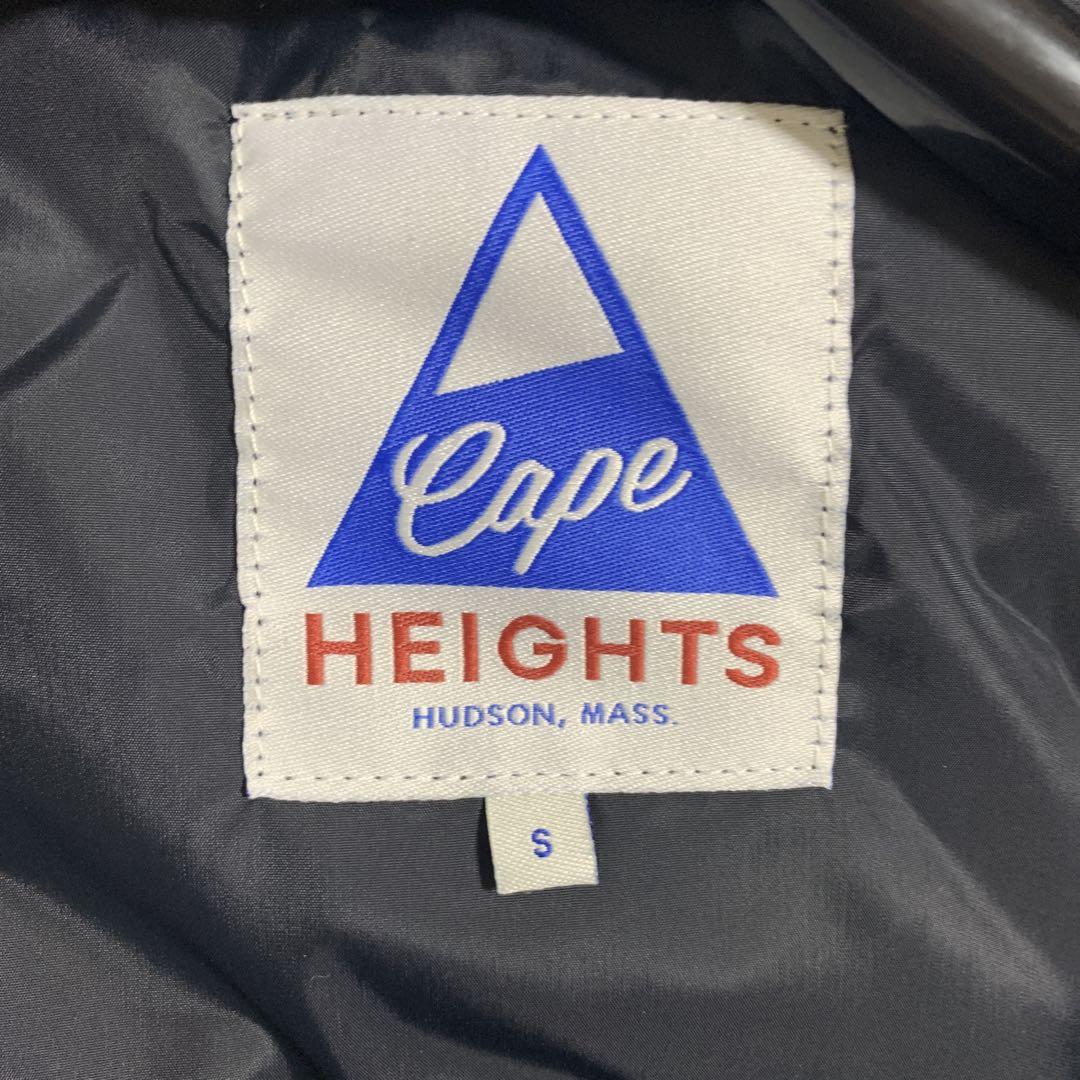 Cape
HEIGHTS
HUDSON, MASS.
S